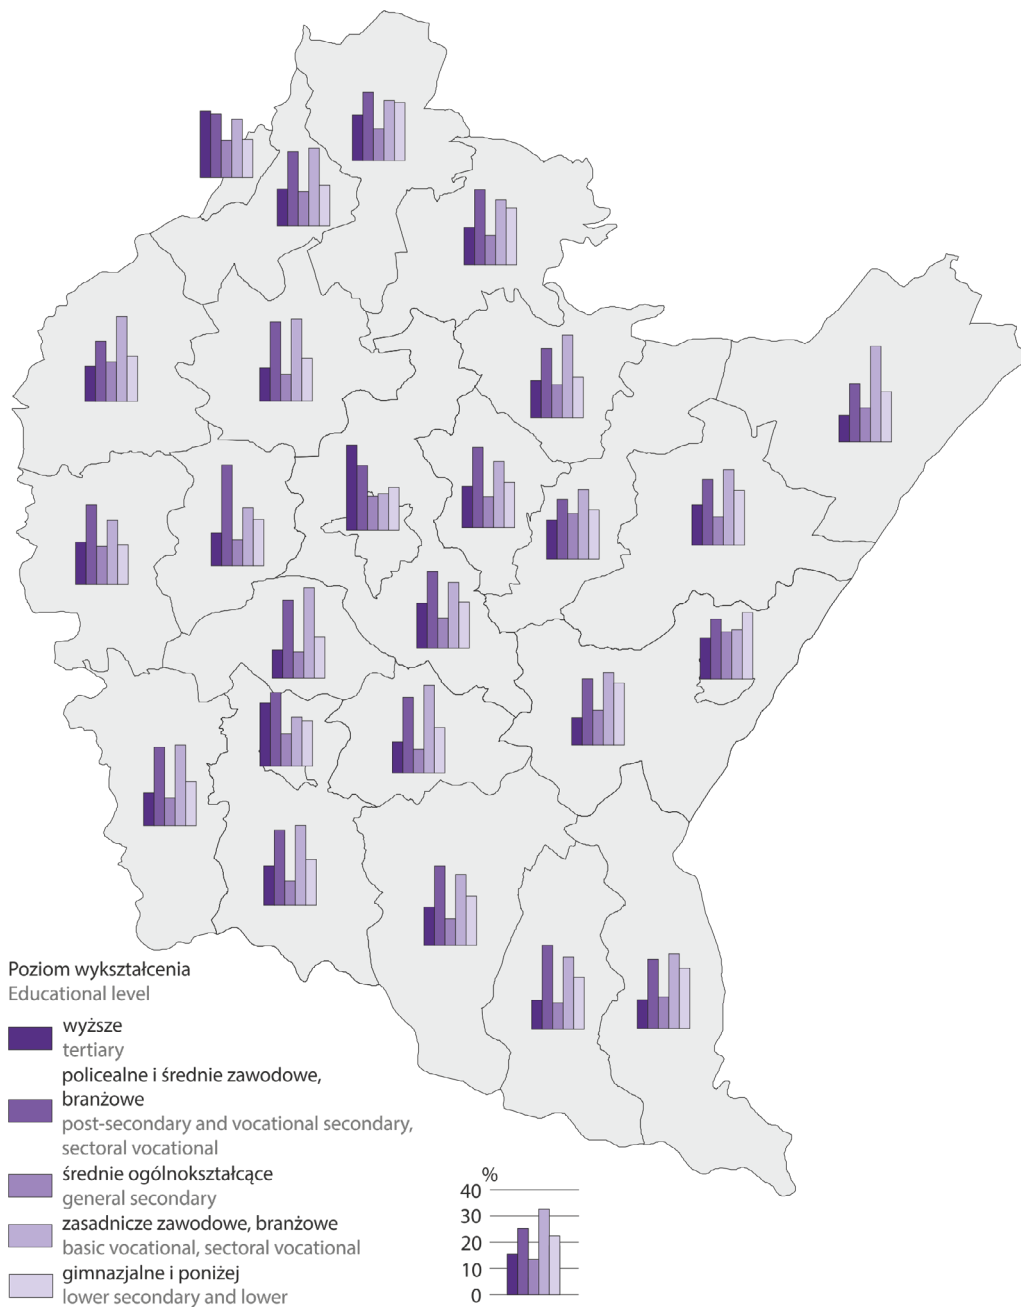 Poziom wykształcenia
Educational level
wyższe
tertiary
policealne i średnie zawodowe,
branżowe
post-secondary and vocational secondary,
sectoral vocational
średnie ogólnokształcące
general secondary
zasadnicze zawodowe, branżowe
basic vocational, sectoral vocational
gimnazjalne i poniżej
lower secondary and lower
%
40
30
20
10
0